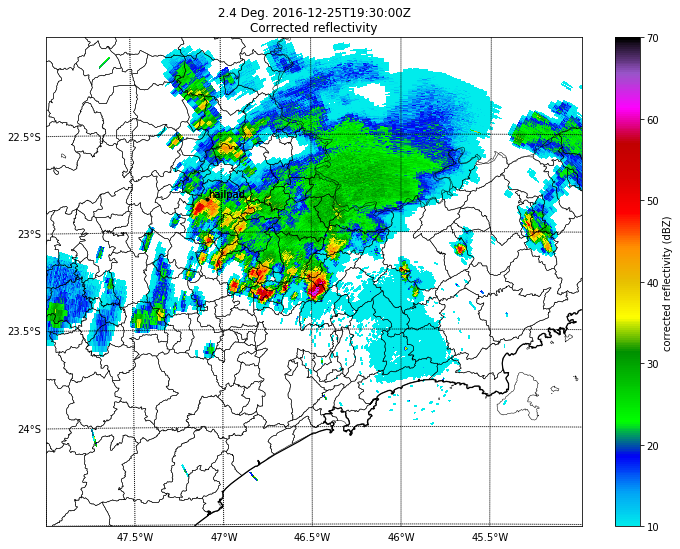 2.4 Deg. 2016-12-25T19:30:00Z
Corrected reflectivity
22.5°S
23°S
23.5°S
24°S
47.5°W
47°W
46.5°W
46°W
45.5°W
hailpad
70
60
50
40
30
20
10
corrected reflectivity (dBZ)